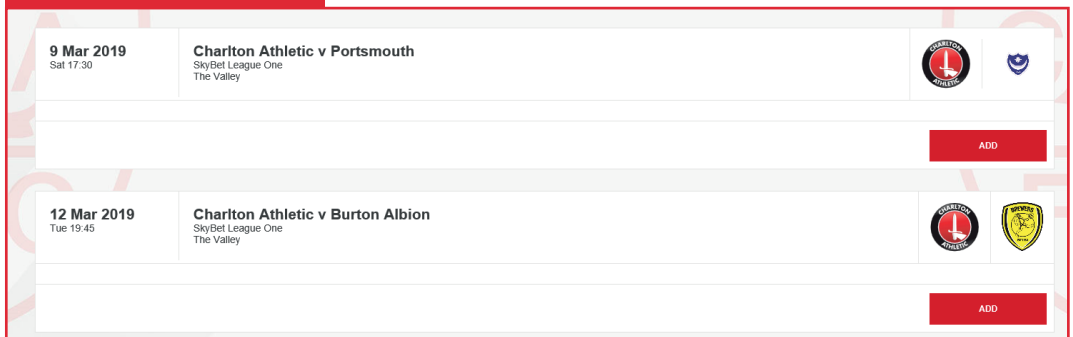 9 Mar 2019
Sat 17:30
Charlton Athletic v Portsmouth
SkyBet League One
The Valley
CHARLTON
ATHLETIC
ADD
12 Mar 2019
Tue 19:45
Charlton Athletic v Burton Albion
SkyBet League One
The Valley
CHARLTON
ATHLETIC
BREWERS
ADD